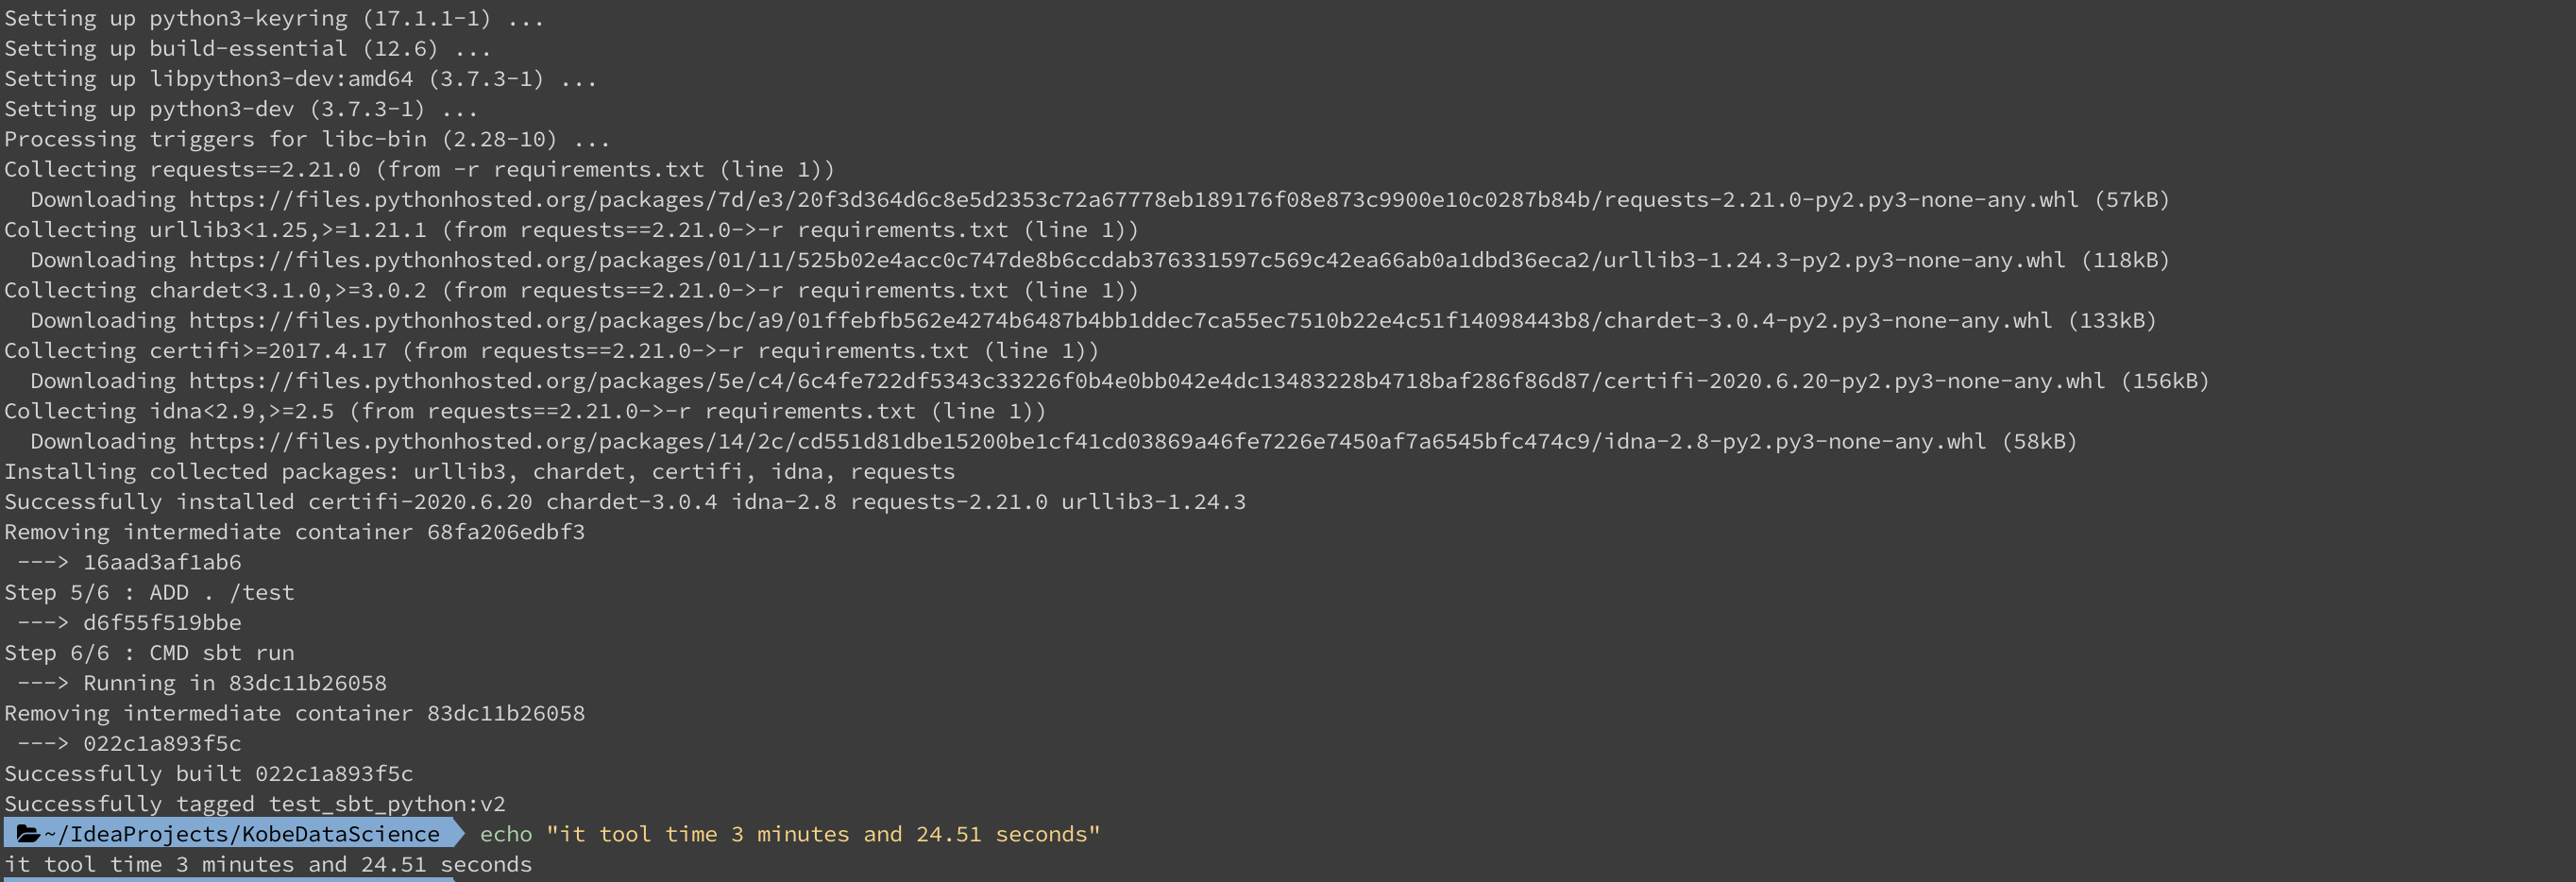 Setting up python3-keyring (17.1.1-1) ...
Setting up build-essential (12.6) ...
Setting up libpython3-dev:amd64 (3.7.3-1) ...
Setting up python3-dev (3.7.3-1) ...
Processing triggers for libc-bin (2.28-10) ...
Collecting requests==2.21.0 (from -r requirements.txt (line 1))
  Downloading https://files.pythonhosted.org/packages/7d/e3/20f3d364d6c8e5d2353c72a67778eb189176f08e873c9900e10c0287b84b/requests-2.21.0-py2.py3-none-any.whl (57kB)
Collecting urllib3<1.25,>=1.21.1 (from requests==2.21.0->-r requirements.txt (line 1))
  Downloading https://files.pythonhosted.org/packages/01/11/525b02e4acc0c747de8b6ccdab376331597c569c42ea66ab0a1dbd36eca2/urllib3-1.24.3-py2.py3-none-any.whl (118kB)
Collecting chardet<3.1.0,>=3.0.2 (from requests==2.21.0->-r requirements.txt (line 1))
  Downloading https://files.pythonhosted.org/packages/bc/a9/01ffebfb562e4274b6487b4bb1ddec7ca55ec7510b22e4c51f14098443b8/chardet-3.0.4-py2.py3-none-any.whl (133kB)
Collecting certifi>=2017.4.17 (from requests==2.21.0->-r requirements.txt (line 1))
  Downloading https://files.pythonhosted.org/packages/5e/c4/6c4fe722df5343c33226f0b4e0bb042e4dc13483228b4718baf286f86d87/certifi-2020.6.20-py2.py3-none-any.whl (156kB)
Collecting idna<2.9,>=2.5 (from requests==2.21.0->-r requirements.txt (line 1))
  Downloading https://files.pythonhosted.org/packages/14/2c/cd551d81dbe15200be1cf41cd03869a46fe7226e7450af7a6545bfc474c9/idna-2.8-py2.py3-none-any.whl (58kB)
Installing collected packages: urllib3, chardet, certifi, idna, requests
Successfully installed certifi-2020.6.20 chardet-3.0.4 idna-2.8 requests-2.21.0 urllib3-1.24.3
Removing intermediate container 68fa206edbf3
 ---> 16aad3af1ab6
Step 5/6 : ADD . /test
 ---> d6f55f519bbe
Step 6/6 : CMD sbt run
 ---> Running in 83dc11b26058
Removing intermediate container 83dc11b26058
 ---> 022c1a893f5c
Successfully built 022c1a893f5c
Successfully tagged test_sbt_python:v2
~/IdeaProjects/KobeDataScience echo "it tool time 3 minutes and 24.51 seconds"
it tool time 3 minutes and 24.51 seconds